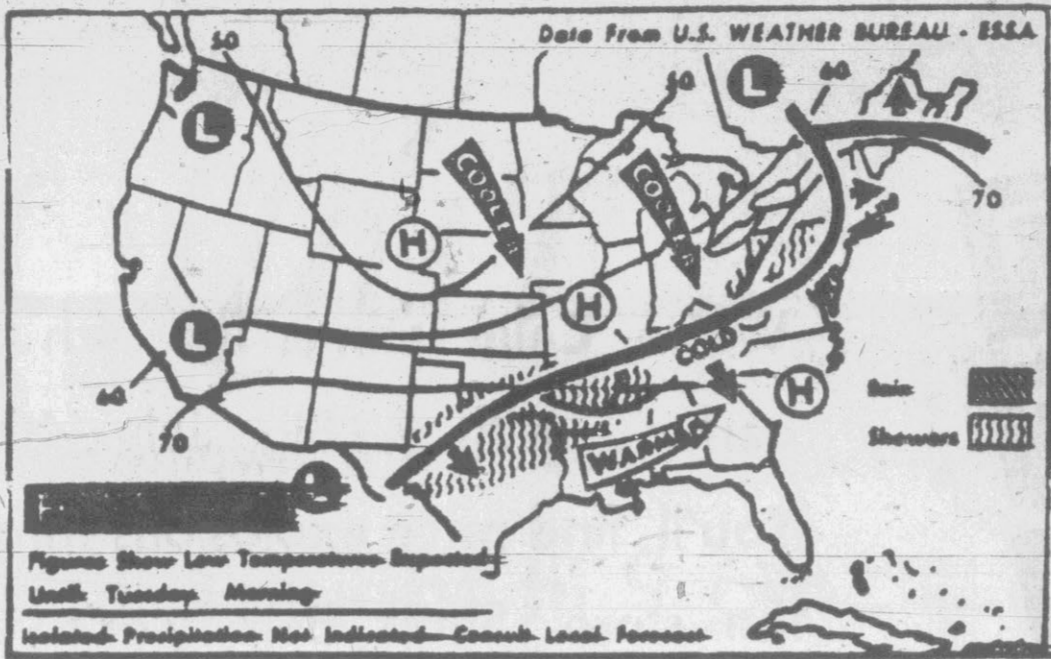 Data From U.S. WEATHER BUREAU - ESSA
50
50
60
L
L
COOLER
COOLER
70
H
H
L
COLD
60
H
Rain
70
Showers
WARMER
L
Figures Show Low Temperatures Expected
Until Tuesday Morning
Isolated Precipitation Not Indicated - Consult Local Forecast